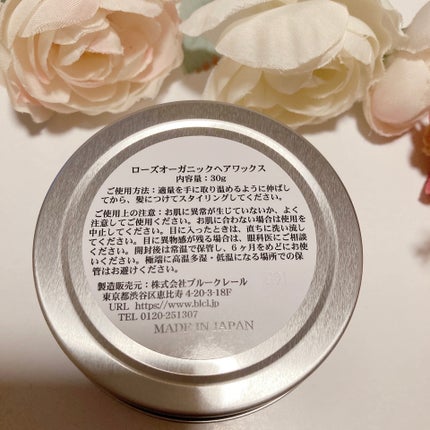 ローズオーガニックヘアワックス
内容量：30g
ご使用方法：適量を手に取り温めるように伸ばし
てから、髪につけてスタイリングしてください。
ご使用上の注意：お肌に異常が生じていないか、よく
注意してご使用ください。お肌に合わない場合は使用を
中止してください。目に入ったときは、直ちに洗い流し
てください。目に異物感が残る場合は、眼科医にご相談
ください。開封後は常温で保管し、6ヶ月をめどにお使い
ください。極端に高温多湿・低温になる場所での保
管はお避けください。
製造販売元：株式会社ブルークレール
東京都渋谷区恵比寿 4-20-3-18F
URL https://www.blcl.jp
TEL 0120-251307
MADE IN JAPAN